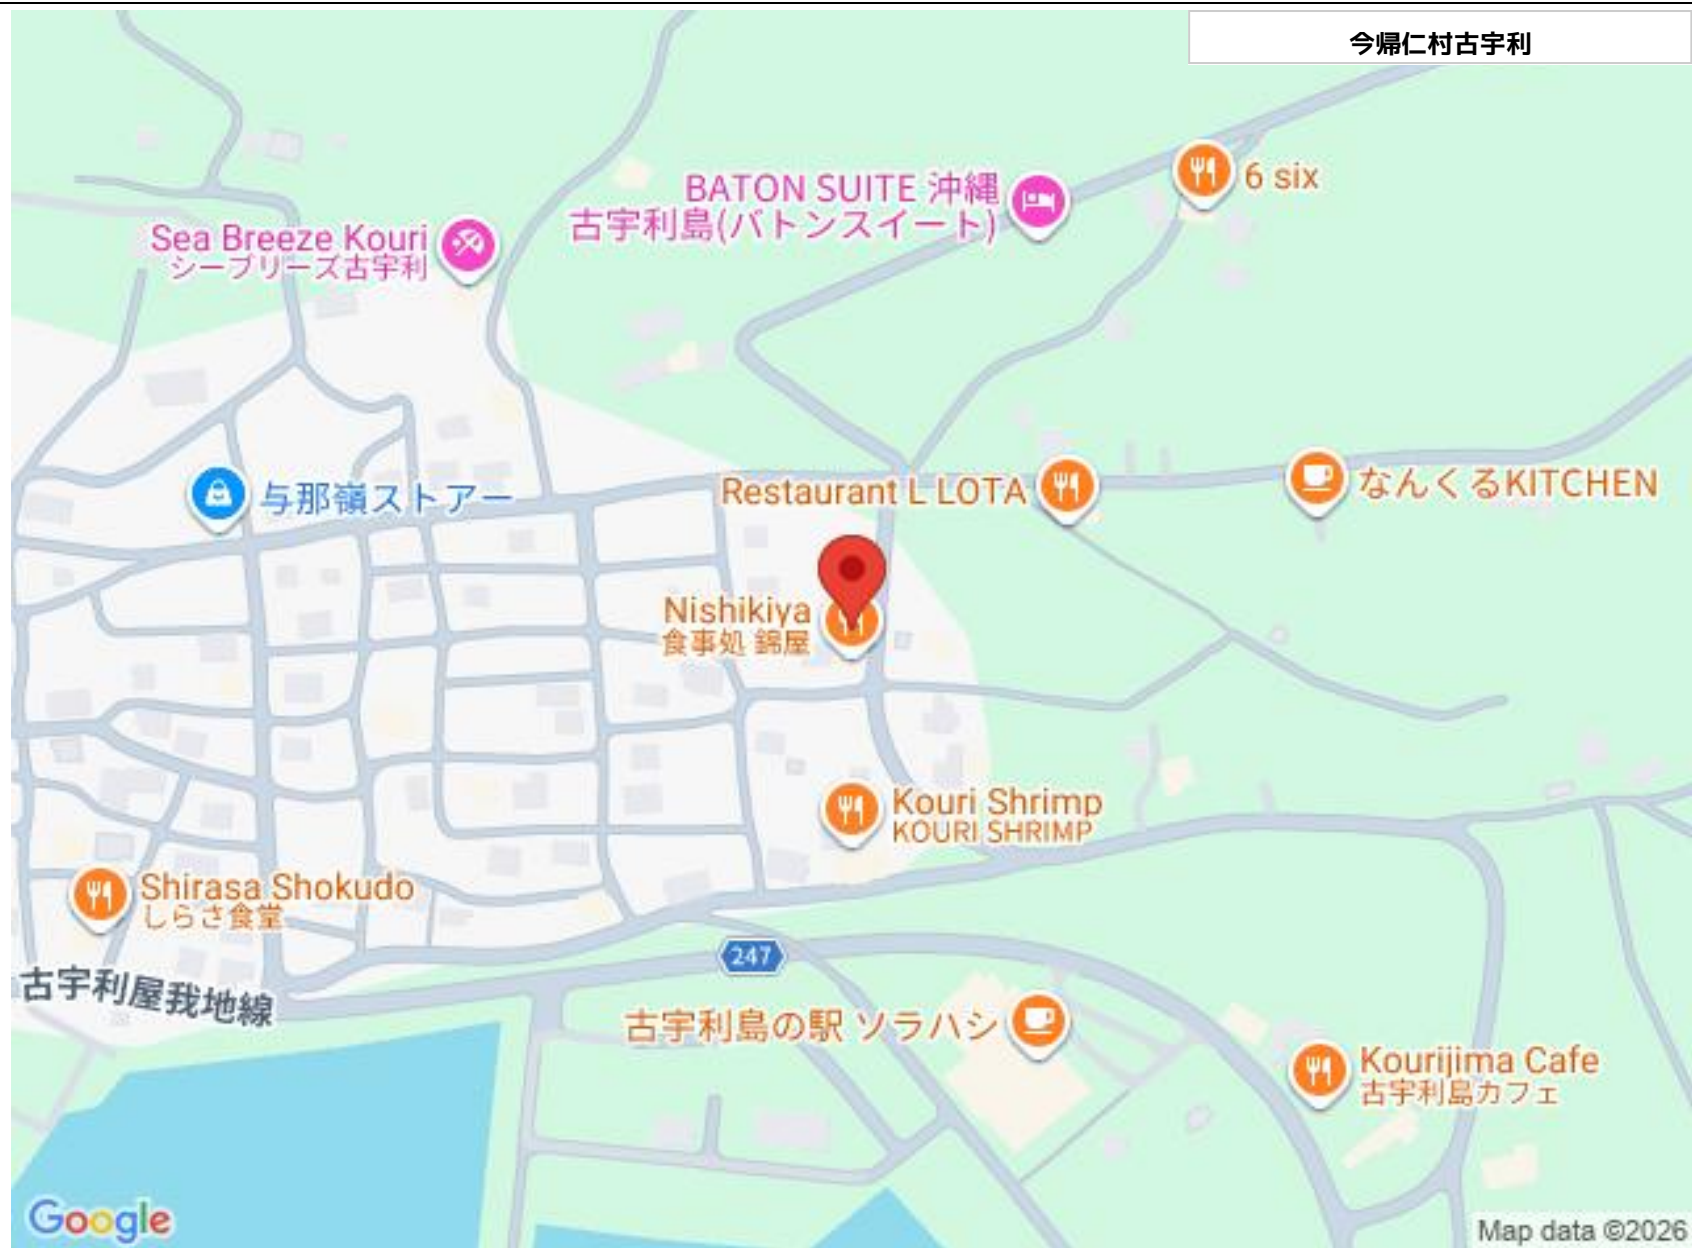 今帰仁村古宇利
6 six
BATON SUITE 沖縄
古宇利島(バトンスイート)
Sea Breeze Kouri
シーブリーズ古宇利
与那嶺ストアー
Restaurant L LOTA
なんくるKITCHEN
Nishikiya
食事処 錦屋
Kouri Shrimp
KOURI SHRIMP
Shirasa Shokudo
しらさ食堂
247
古宇利屋我地線
古宇利島の駅 ソラハシ
Kourijima Cafe
古宇利島カフェ
Google
Map data ©2026